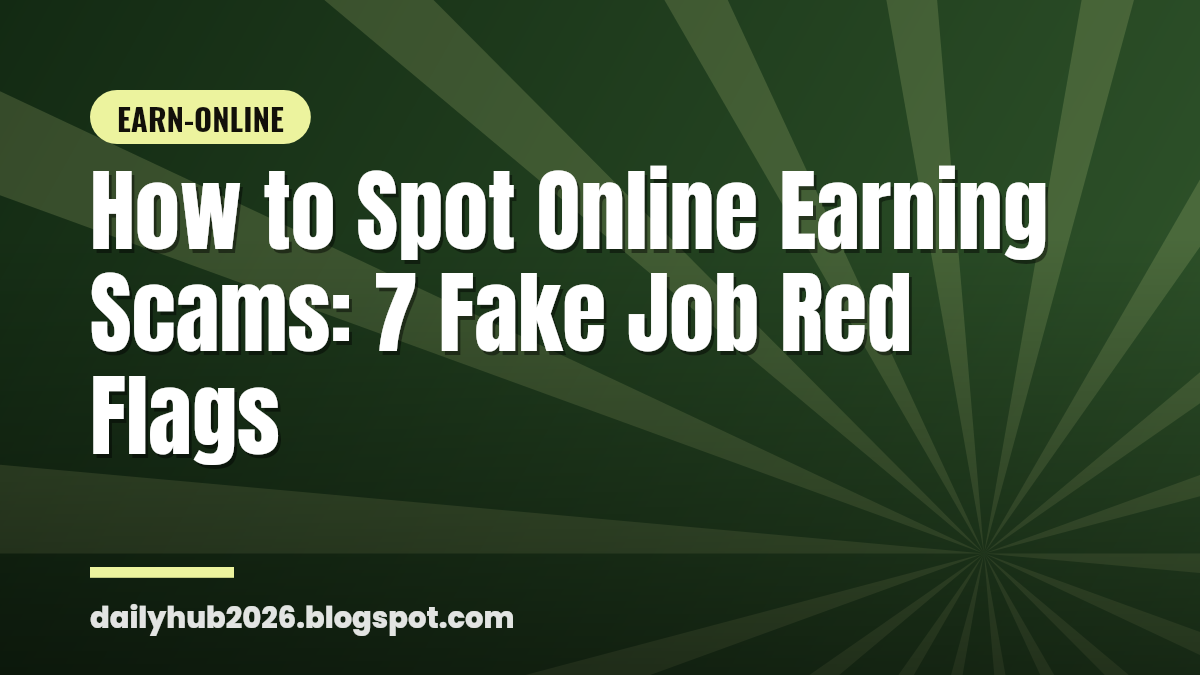 EARN-ONLINE
How to Spot Online Earning
Scams: 7 Fake Job Red
Flags
dailyhub2026.blogspot.com